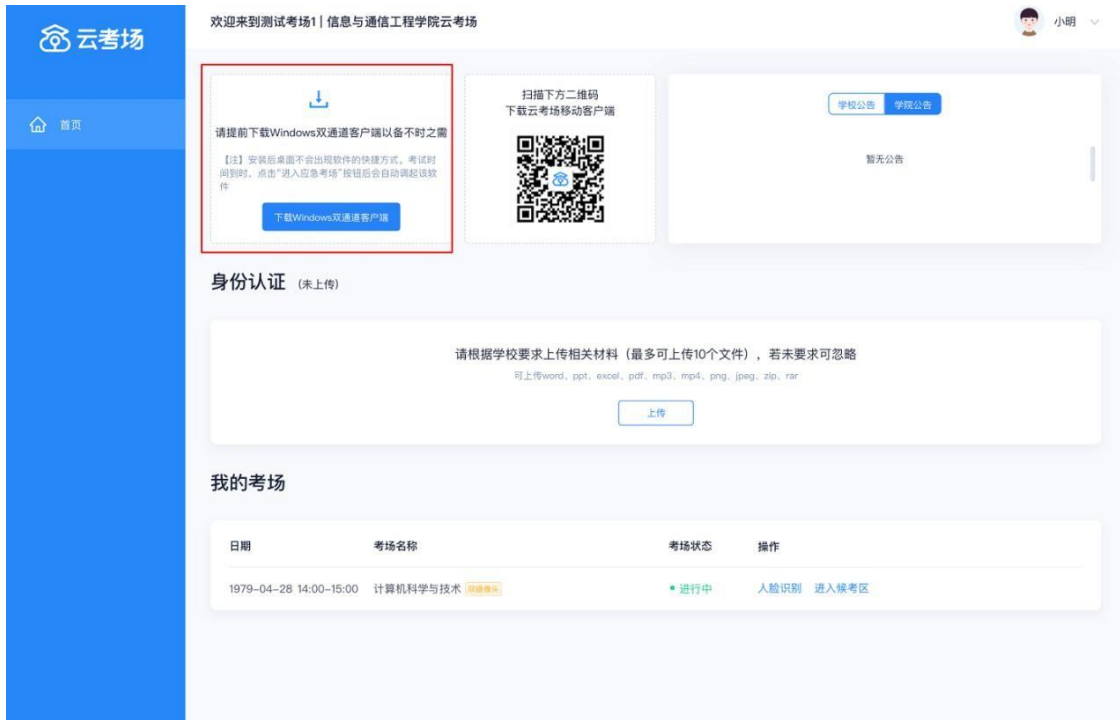 云考场
欢迎来到测试考场1 | 信息与通信工程学院云考场
小明
首页
请提前下载Windows双通道客户端以备不时之需
【注】安装后桌面不会出现软件的快捷方式，考试时
间到时，点击"进入应急考场"按钮后会自动调起该软
件
下载Windows双通道客户端
扫描下方二维码
下载云考场移动客户端
学校公告 学院公告
暂无公告
身份认证 （未上传）
请根据学校要求上传相关材料（最多可上传10个文件），若未要求可忽略
可上传word、ppt、excel、pdf、mp3、mp4、png、jpeg、zip、rar
上传
我的考场
日期 考场名称 考场状态 操作
1979-04-28 14:00-15:00 计算机科学与技术 双摄像头 进行中 人脸识别 进入候考区